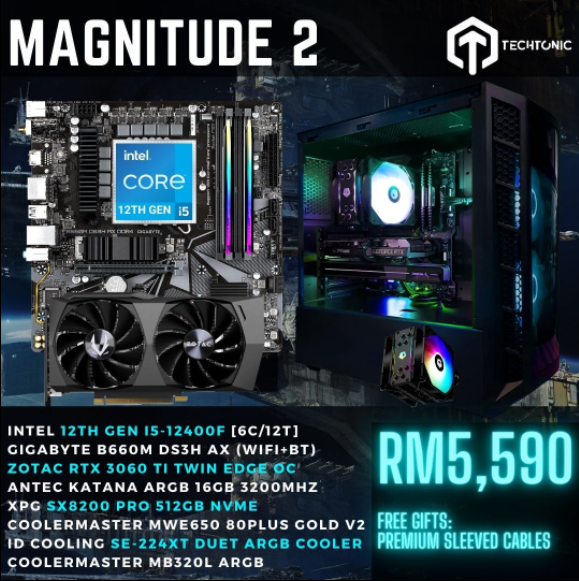 MAGNITUDE 2
TECHTONIC
intel.
CORE
12TH GEN i5
GEFORCE RTX
INTEL 12TH GEN I5-12400F [6C/12T]
GIGABYTE B660M DS3H AX (WIFI+BT)
ZOTAC RTX 3060 TI TWIN EDGE OC
ANTEC KATANA ARGB 16GB 3200MHZ
XPG SX8200 PRO 512GB NVME
COOLERMASTER MWE650 80PLUS GOLD V2
ID COOLING SE-224XT DUET ARGB COOLER
COOLERMASTER MB320L ARGB
RM5,590
FREE GIFTS:
PREMIUM SLEEVED CABLES